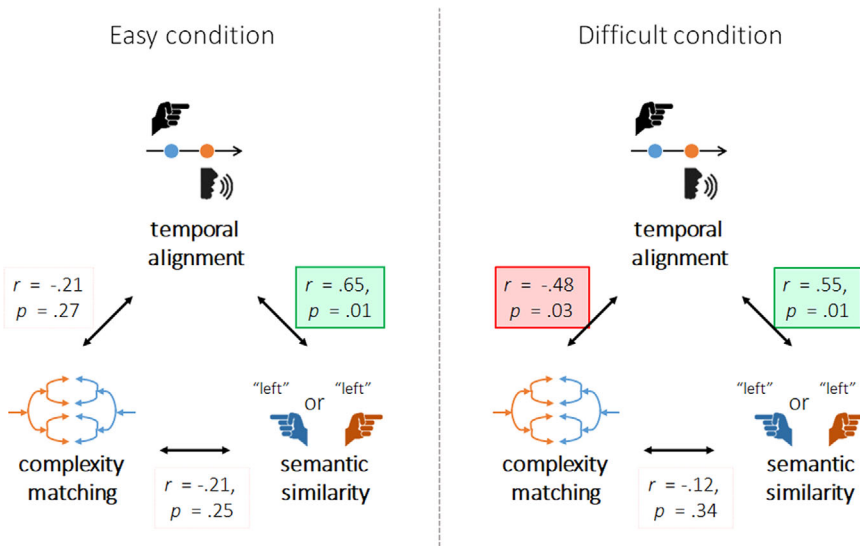 Easy condition
temporal
alignment
r = -.21
p = .27
r = .65,
p = .01
"left"
or
"left"
complexity
matching
semantic
similarity
r = -.21,
p = .25
Difficult condition
temporal
alignment
r = -.48
p = .03
r = .55,
p = .01
"left"
or
"left"
complexity
matching
semantic
similarity
r = -.12,
p = .34